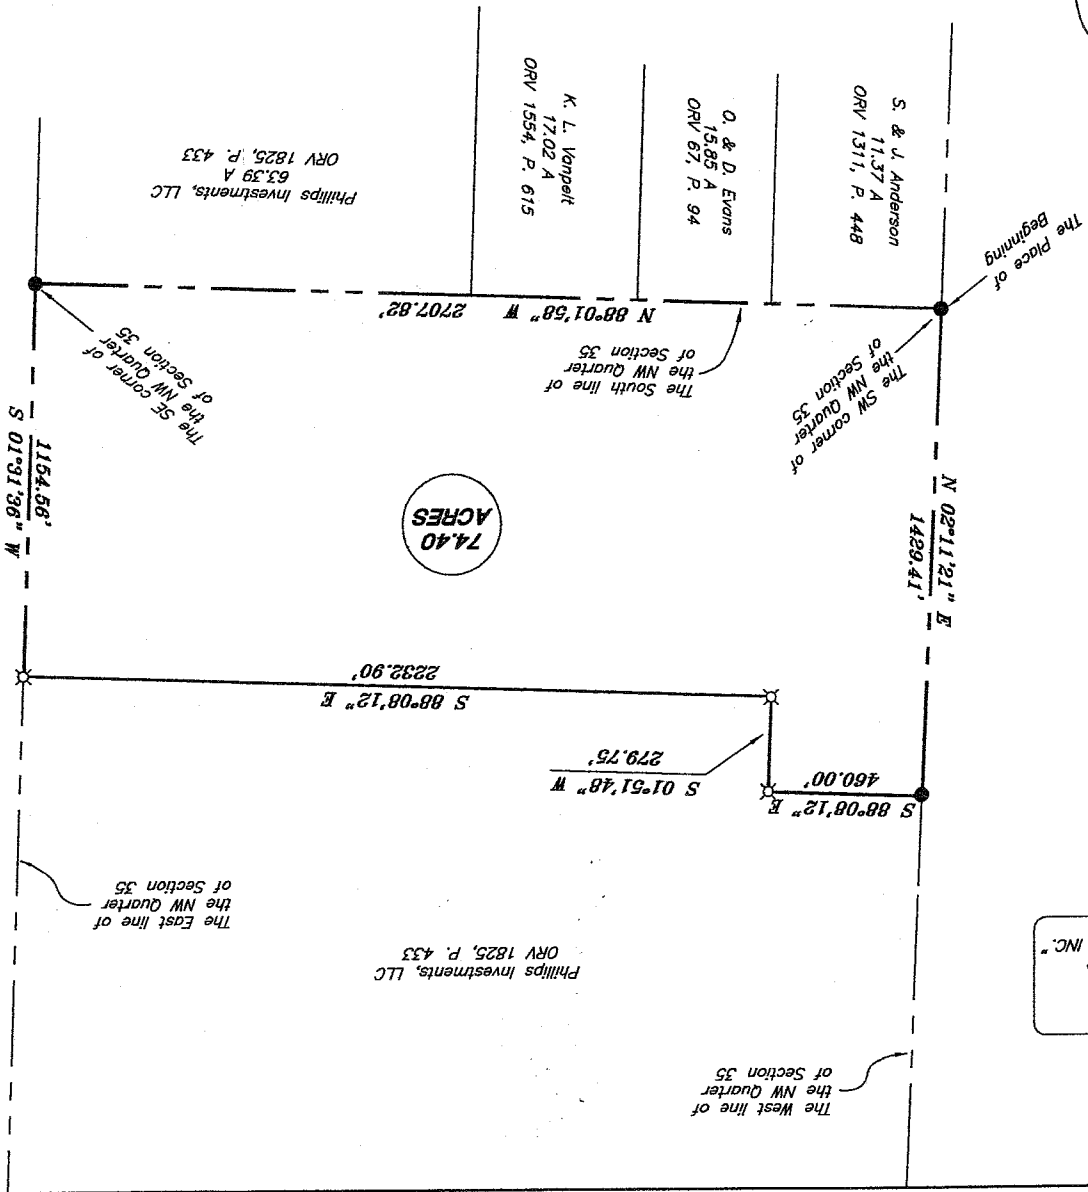 The West line of
the NW Quarter
of Section 35
Phillips Investments, LLC
ORV 1825, P. 433
INC."
The East line of
the NW Quarter
of Section 35
S 88°08'12" E
460.00'
S 01°51'48" W
279.75'
S 88°08'12" E
2232.90'
N 02°11'21" E
1429.41'
74.40
ACRES
1154.56'
S 01°31'36" W
The SW corner of
the NW Quarter
of Section 35
The South line of
the NW Quarter
of Section 35
The SE corner of
the NW Quarter
of Section 35
N 88°01'58" W
2707.82'
The Place of
Beginning
S. & J. Anderson
11.37 A
ORV 1311, P. 448
O. & D. Evans
15.85 A
ORV 67, P. 94
K. L. Vanpelt
17.02 A
ORV 1554, P. 615
Phillips Investments, LLC
63.39 A
ORV 1825, P. 433